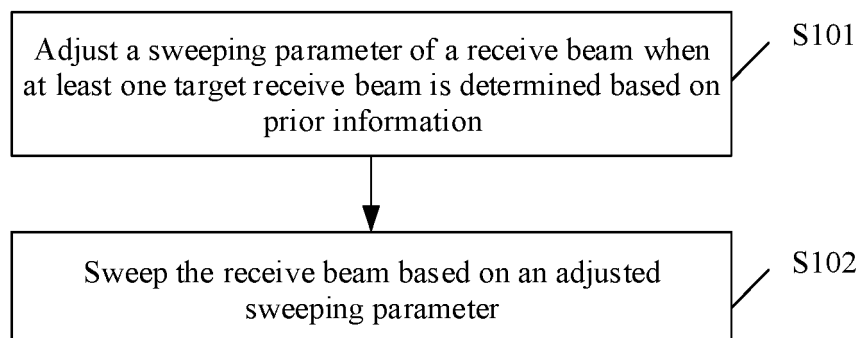 Adjust a sweeping parameter of a receive beam when
at least one target receive beam is determined based on
prior information
S101
Sweep the receive beam based on an adjusted
sweeping parameter
S102